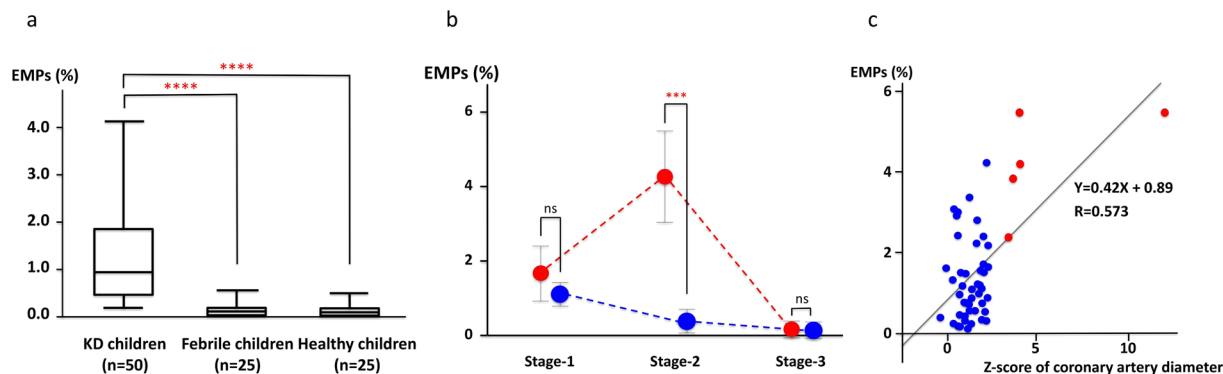 a
EMPs (%)
****
****
4.0
3.0
2.0
1.0
0.0
KD children
(n=50)
Febrile children
(n=25)
Healthy children
(n=25)
b
EMPs (%)
6
4
2
0
ns
***
ns
Stage-1
Stage-2
Stage-3
c
EMPs (%)
6
4
2
0
Y=0.42X + 0.89
R=0.573
0
5
10
Z-score of coronary artery diameter